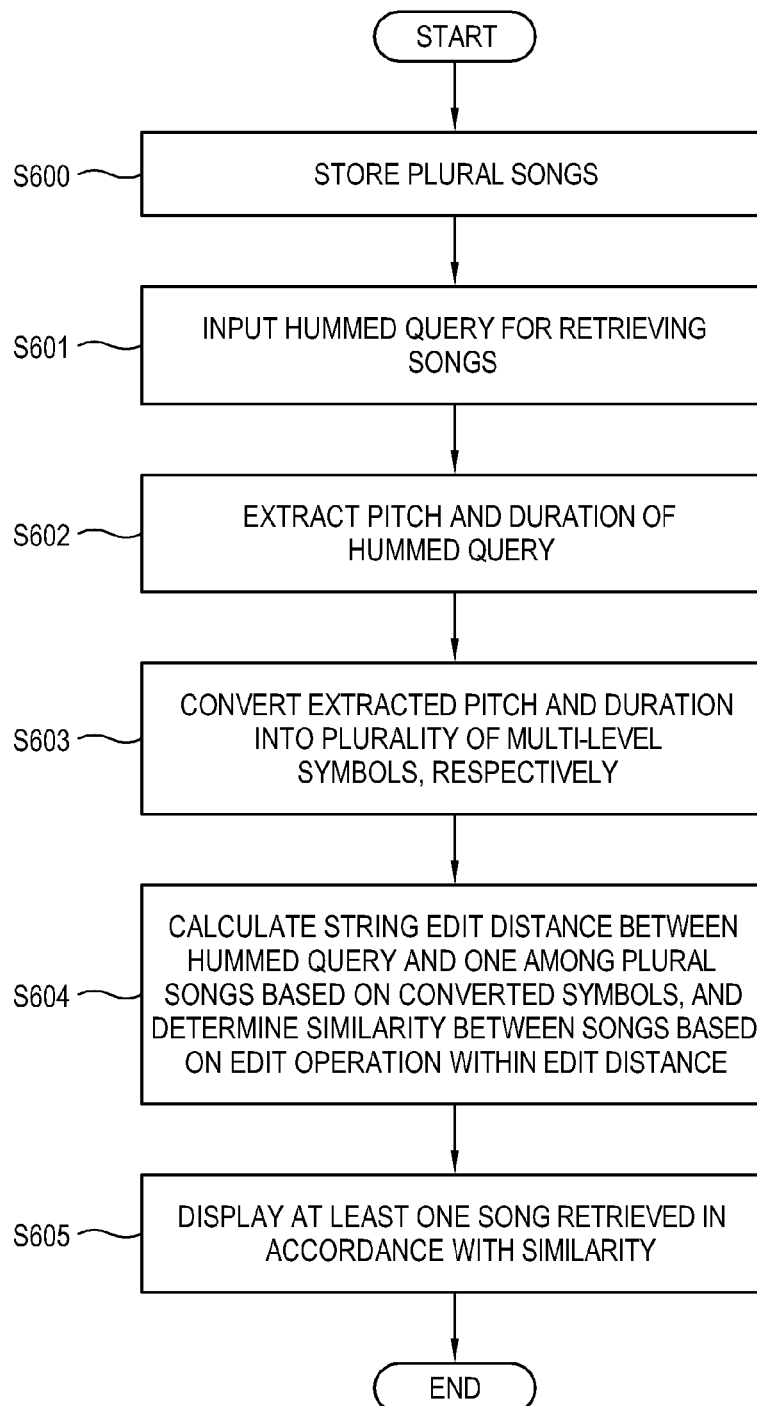 START
S600
STORE PLURAL SONGS
S601
INPUT HUMMED QUERY FOR RETRIEVING
SONGS
S602
EXTRACT PITCH AND DURATION OF
HUMMED QUERY
S603
CONVERT EXTRACTED PITCH AND DURATION
INTO PLURALITY OF MULTI-LEVEL
SYMBOLS, RESPECTIVELY
S604
CALCULATE STRING EDIT DISTANCE BETWEEN
HUMMED QUERY AND ONE AMONG PLURAL
SONGS BASED ON CONVERTED SYMBOLS, AND
DETERMINE SIMILARITY BETWEEN SONGS BASED
ON EDIT OPERATION WITHIN EDIT DISTANCE
S605
DISPLAY AT LEAST ONE SONG RETRIEVED IN
ACCORDANCE WITH SIMILARITY
END